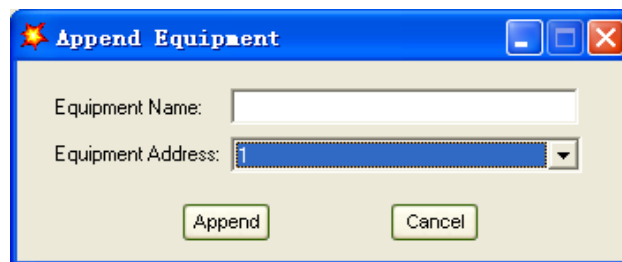 Append Equipment
Equipment Name:
Equipment Address: 1
Append Cancel